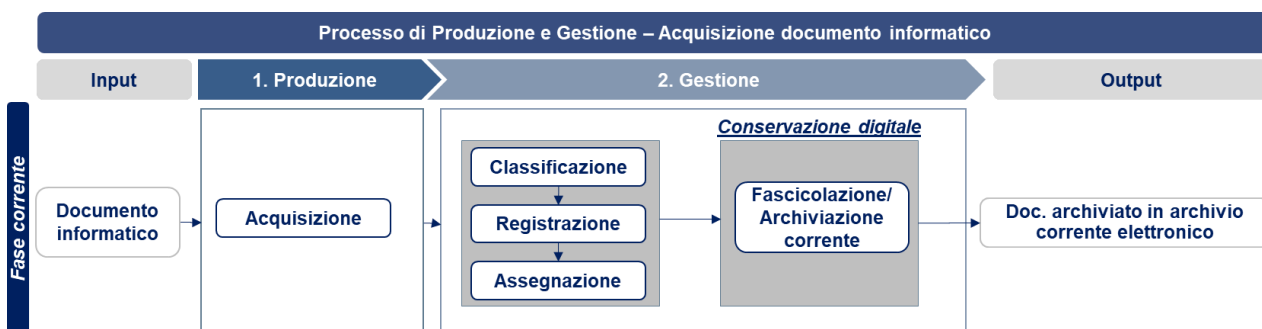 Processo di Produzione e Gestione – Acquisizione documento informatico
Input
1. Produzione
2. Gestione
Output
Fase corrente
Documento
informatico
Acquisizione
Classificazione
Registrazione
Assegnazione
Conservazione digitale
Fascicolazione/
Archiviazione
corrente
Doc. archiviato in archivio
corrente elettronico